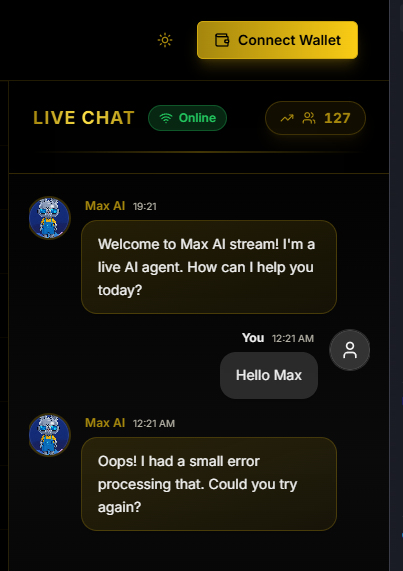 Connect Wallet
LIVE CHAT
Online
127
Max AI 19:21
Welcome to Max AI stream! I'm a
live AI agent. How can I help you
today?
You 12:21 AM
Hello Max
Max AI 12:21 AM
Oops! I had a small error
processing that. Could you try
again?